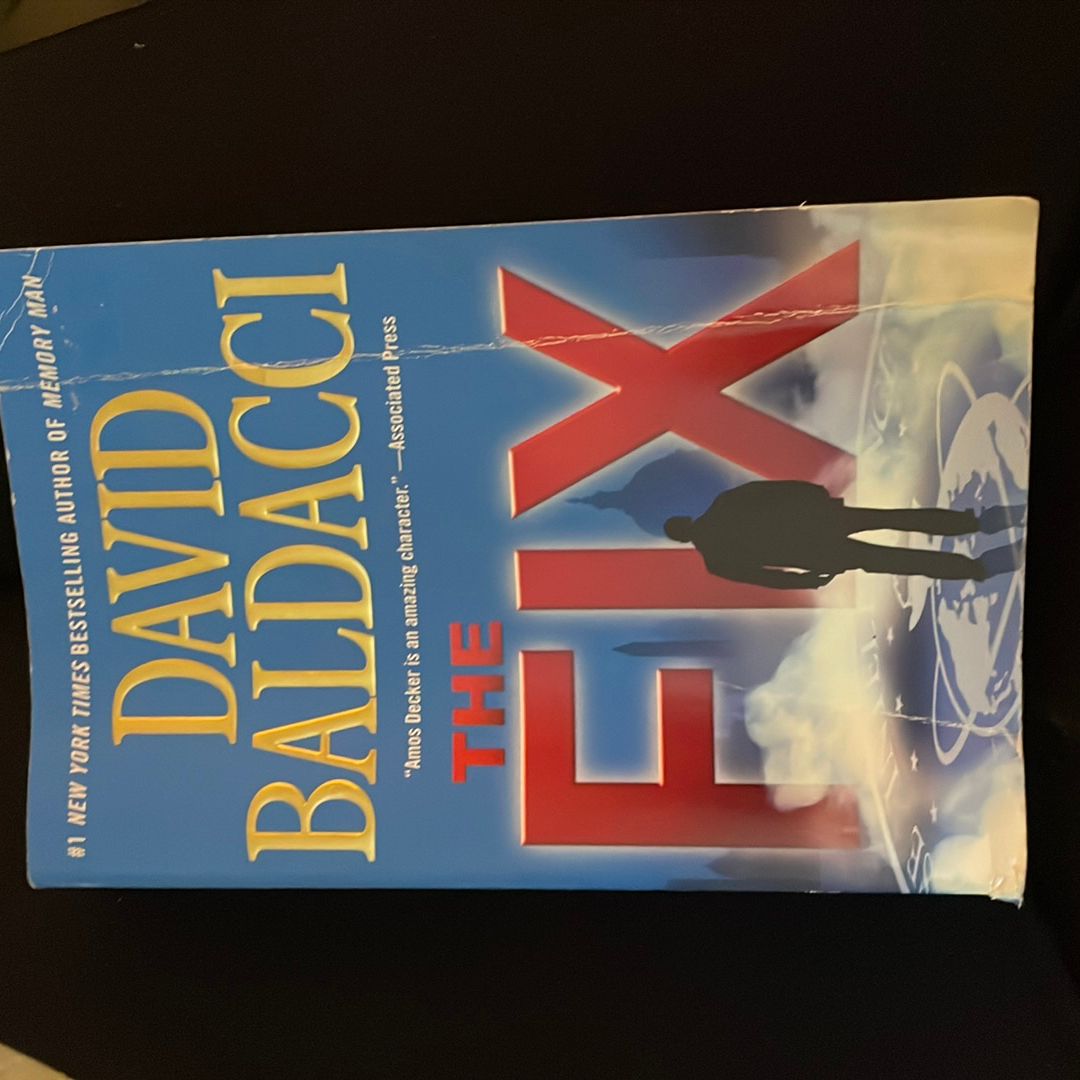 #1 NEW YORK TIMES BESTSELLING AUTHOR OF MEMORY MAN
DAVID
BALDACCI
"Amos Decker is an amazing character." —Associated Press
THE
FIX